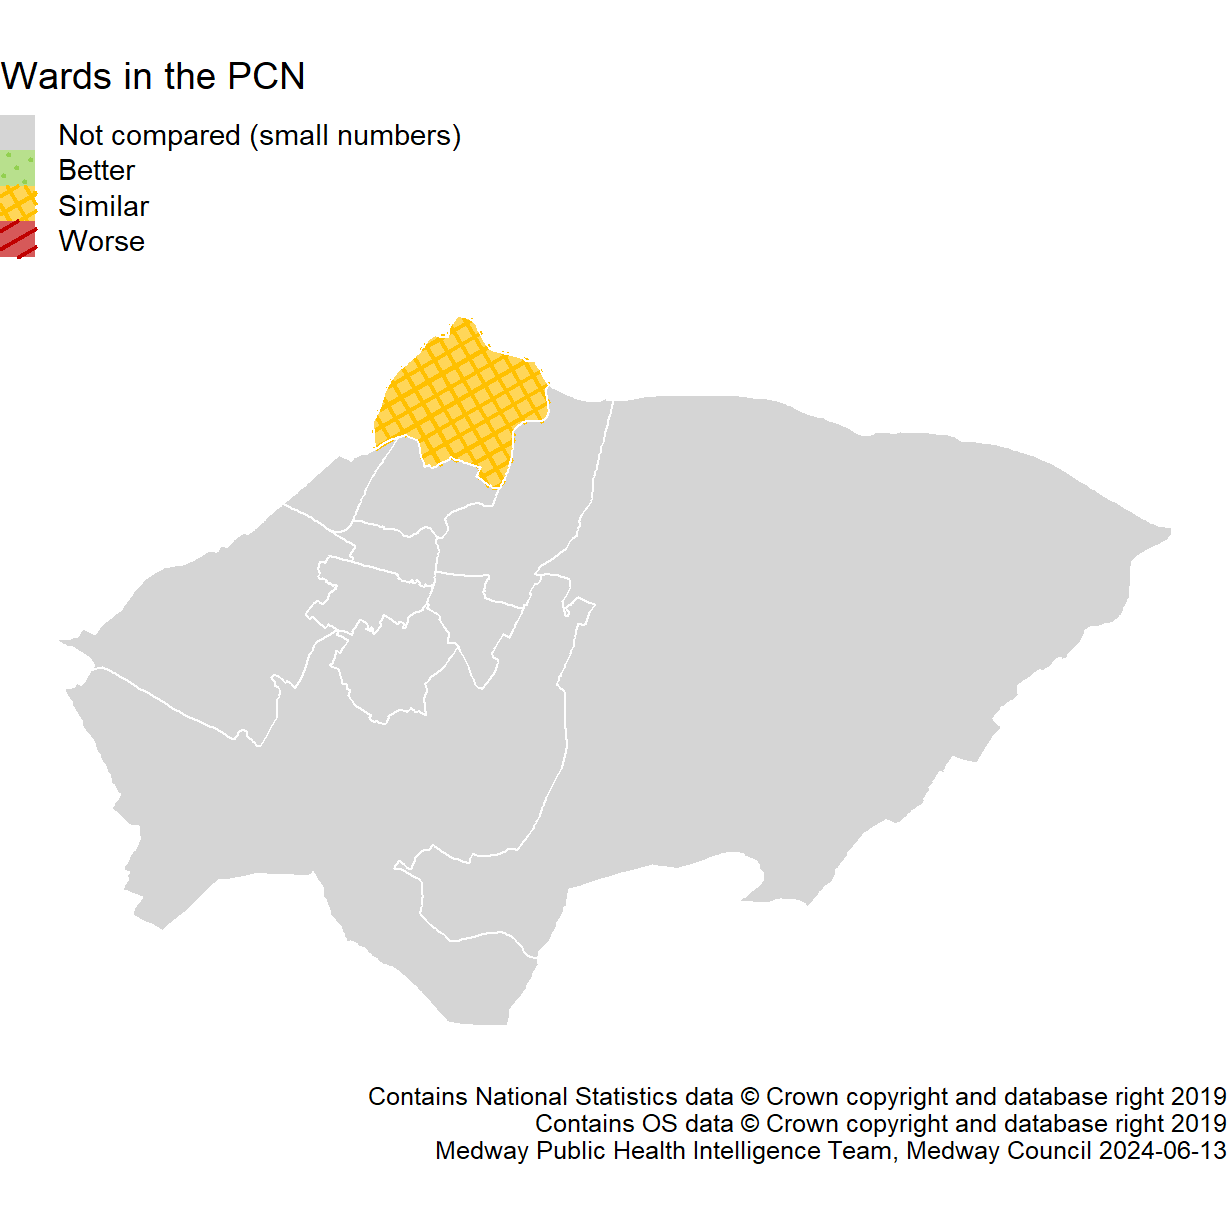 Wards in the PCN
Not compared (small numbers)
Better
Similar
Worse
Contains National Statistics data © Crown copyright and database right 2019
Contains OS data © Crown copyright and database right 2019
Medway Public Health Intelligence Team, Medway Council 2024-06-13